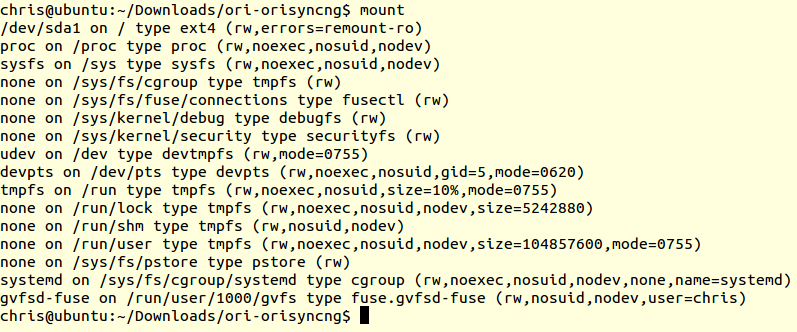 chris@ubuntu:~/Downloads/ori-orisyncng$ mount
/dev/sda1 on / type ext4 (rw,errors=remount-ro)
proc on /proc type proc (rw,noexec,nosuid,nodev)
sysfs on /sys type sysfs (rw,noexec,nosuid,nodev)
none on /sys/fs/cgroup type tmpfs (rw)
none on /sys/fs/fuse/connections type fusectl (rw)
none on /sys/kernel/debug type debugfs (rw)
none on /sys/kernel/security type securityfs (rw)
udev on /dev type devtmpfs (rw,mode=0755)
devpts on /dev/pts type devpts (rw,noexec,nosuid,gid=5,mode=0620)
tmpfs on /run type tmpfs (rw,noexec,nosuid,size=10%,mode=0755)
none on /run/lock type tmpfs (rw,noexec,nosuid,nodev,size=5242880)
none on /run/shm type tmpfs (rw,nosuid,nodev)
none on /run/user type tmpfs (rw,noexec,nosuid,nodev,size=104857600,mode=0755)
none on /sys/fs/pstore type pstore (rw)
systemd on /sys/fs/cgroup/systemd type cgroup (rw,noexec,nosuid,nodev,none,name=systemd)
gvfsd-fuse on /run/user/1000/gvfs type fuse.gvfsd-fuse (rw,nosuid,nodev,user=chris)
chris@ubuntu:~/Downloads/ori-orisyncng$